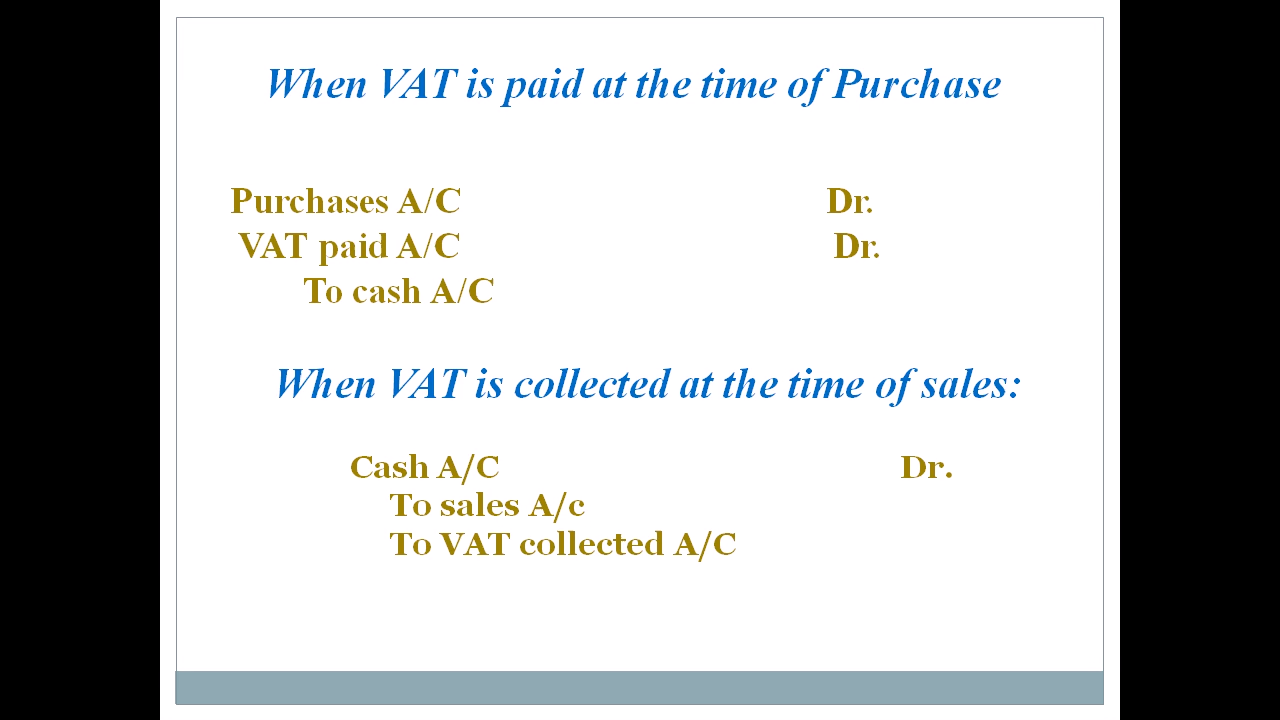 When VAT is paid at the time of Purchase
Purchases A/C Dr.
VAT paid A/C Dr.
To cash A/C
When VAT is collected at the time of sales:
Cash A/C Dr.
To sales A/c
To VAT collected A/C